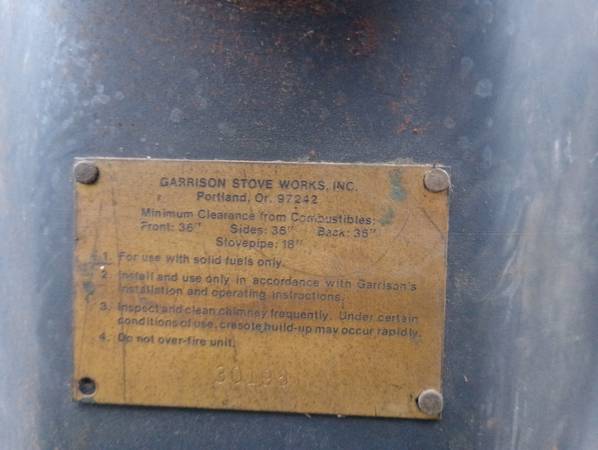 GARRISON STOVE WORKS, INC.
Portland, Or. 97242
Minimum Clearance from Combustibles:
Front: 36" Sides: 36" Back: 36"
Stovepipe: 18"
1. For use with solid fuels only.
2. Install and use only in accordance with Garrison's
installation and operating instructions.
3. Inspect and clean chimney frequently. Under certain
conditions of use, cresote build-up may occur rapidly.
4. Do not over-fire unit.